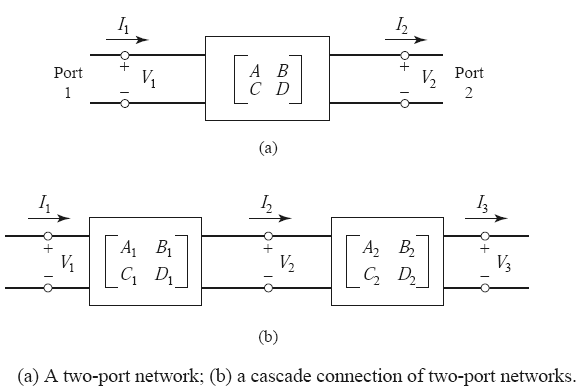 I₁ I₂
Port 1 + V₁ − [A B C D] + V₂ − Port 2
(a)
I₁ I₂ I₃
+ V₁ − [A₁ B₁ C₁ D₁] + V₂ − [A₂ B₂ C₂ D₂] + V₃ −
(b)
(a) A two-port network; (b) a cascade connection of two-port networks.